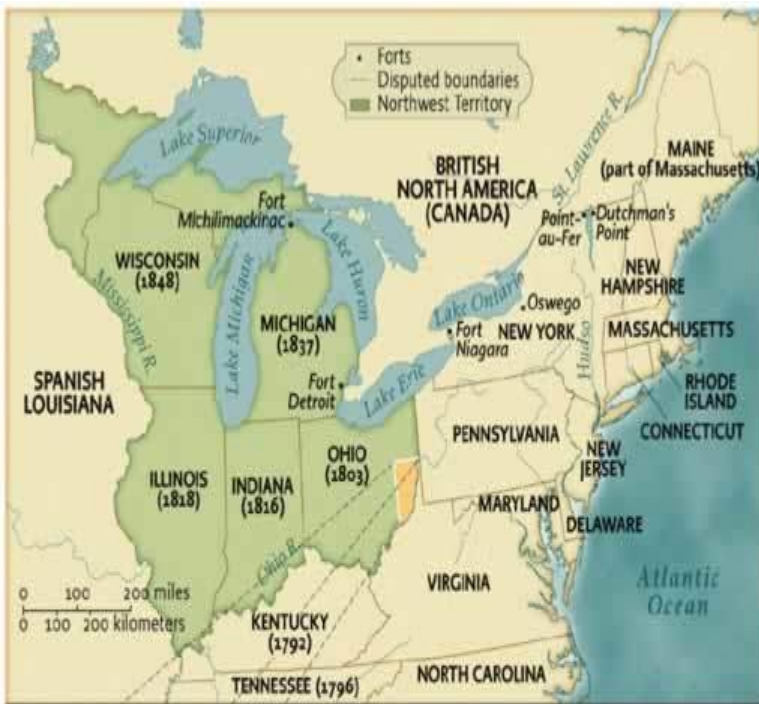 Forts
Disputed boundaries
Northwest Territory
Lake Superior
MAINE
(part of Massachusetts)
BRITISH
NORTH AMERICA
(CANADA)
St. Lawrence R.
Fort
Michilimackinac
Point-
au-Fer
Dutchman's
Point
WISCONSIN
(1848)
Lake Huron
NEW
HAMPSHIRE
Mississippi R.
Lake Michigan
MICHIGAN
(1837)
Lake Ontario
Oswego
NEW YORK
Hudso
MASSACHUSETTS
Fort
Niagara
SPANISH
LOUISIANA
Fort
Detroit
Lake Erie
RHODE
ISLAND
CONNECTICUT
PENNSYLVANIA
NEW
JERSEY
ILLINOIS
(1818)
INDIANA
(1816)
OHIO
(1803)
MARYLAND
DELAWARE
Ohio R.
VIRGINIA
Atlantic
Ocean
0 100 200 miles
0 100 200 kilometers
KENTUCKY
(1792)
TENNESSEE (1796)
NORTH CAROLINA